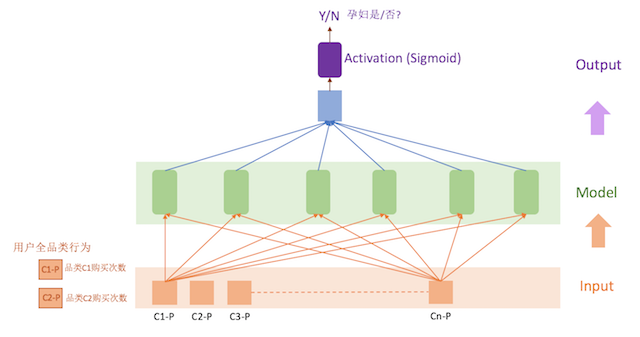 Y/N 孕妇是/否?
Activation (Sigmoid)
Output
Model
用户全品类行为
C1-P 品类C1购买次数
Input
C2-P 品类C2购买次数
C1-P C2-P C3-P Cn-P